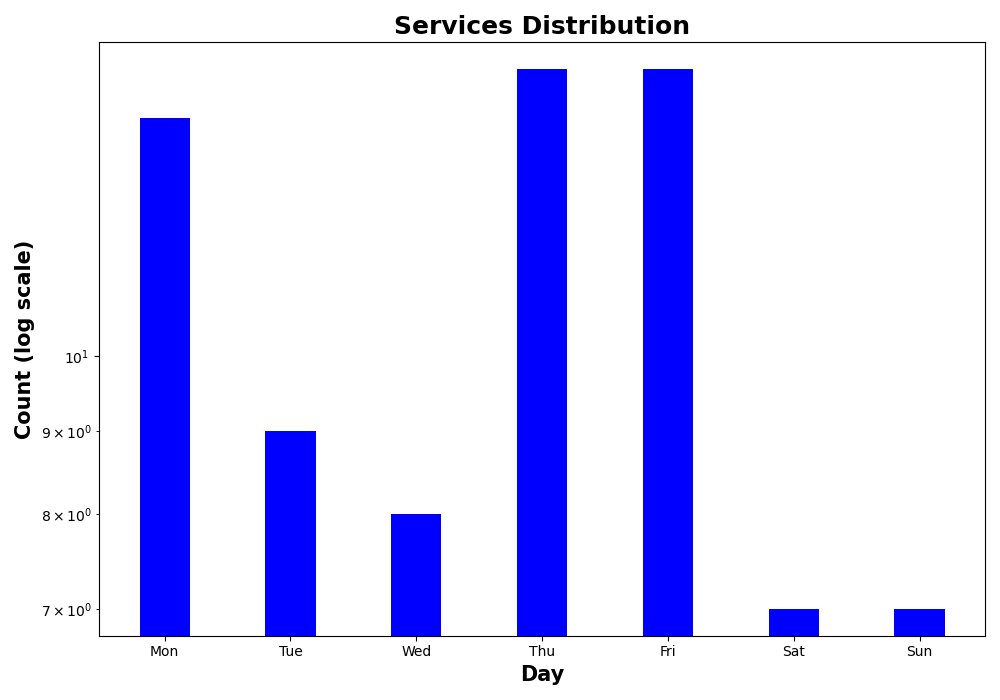 Services Distribution
Count (log scale)
10¹
9 × 10⁰
8 × 10⁰
7 × 10⁰
Mon Tue Wed Thu Fri Sat Sun
Day